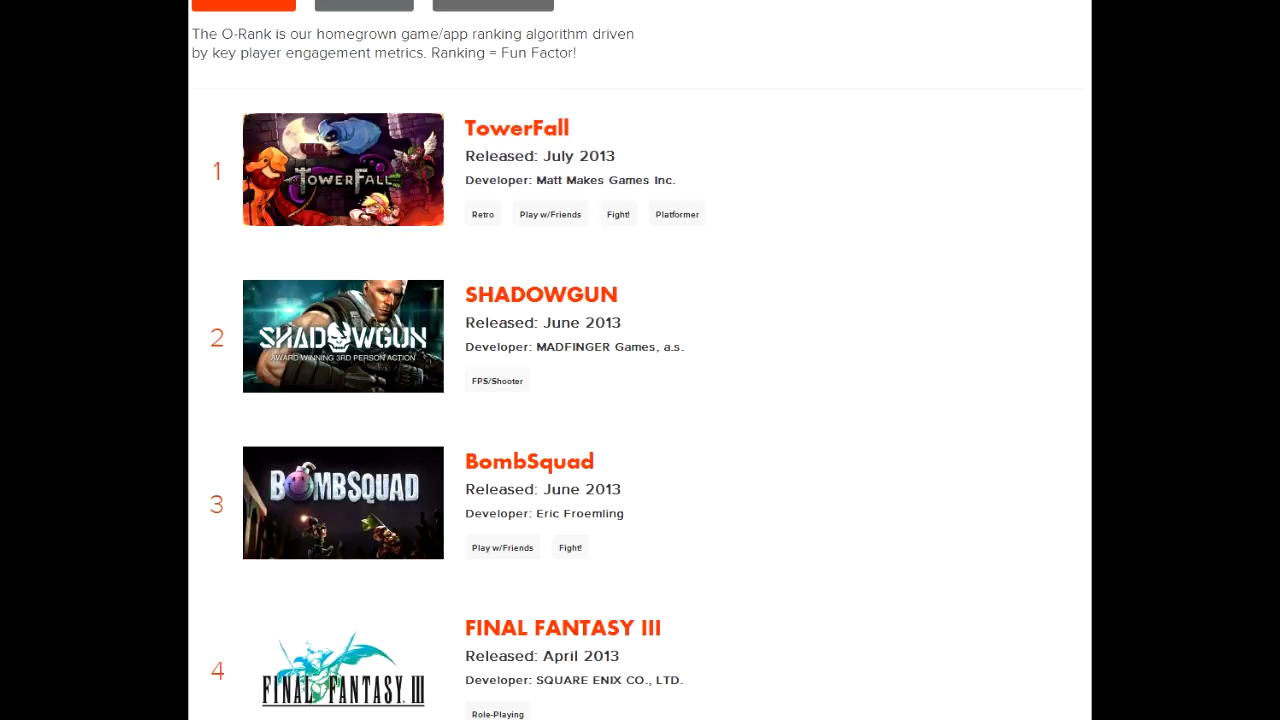 The O-Rank is our homegrown game/app ranking algorithm driven
by key player engagement metrics. Ranking = Fun Factor!
1
TOWERFALL
TowerFall
Released: July 2013
Developer: Matt Makes Games Inc.
Retro Play w/Friends Fight! Platformer
2
SHADOWGUN
AWARD WINNING 3RD PERSON ACTION
SHADOWGUN
Released: June 2013
Developer: MADFINGER Games, a.s.
FPS/Shooter
3
BOMBSQUAD
BombSquad
Released: June 2013
Developer: Eric Froemling
Play w/Friends Fight!
4
FINAL FANTASY III
FINAL FANTASY III
Released: April 2013
Developer: SQUARE ENIX CO., LTD.
Role-Playing